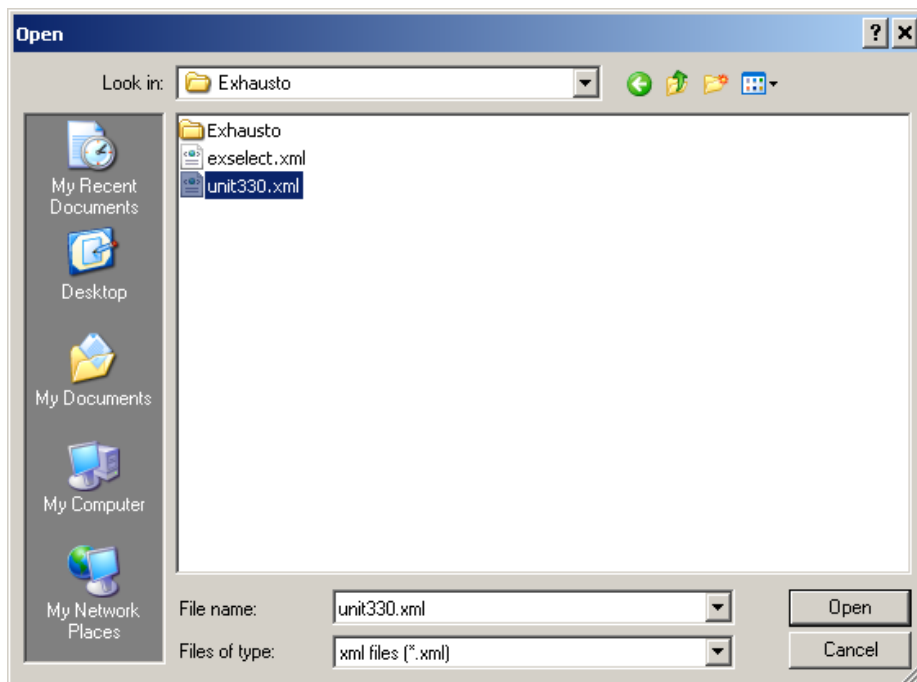 Open
Look in: Exhausto
Exhausto
exselect.xml
unit330.xml
My Recent
Documents
Desktop
My Documents
My Computer
My Network
Places
File name: unit330.xml Open
Files of type: xml files (*.xml) Cancel